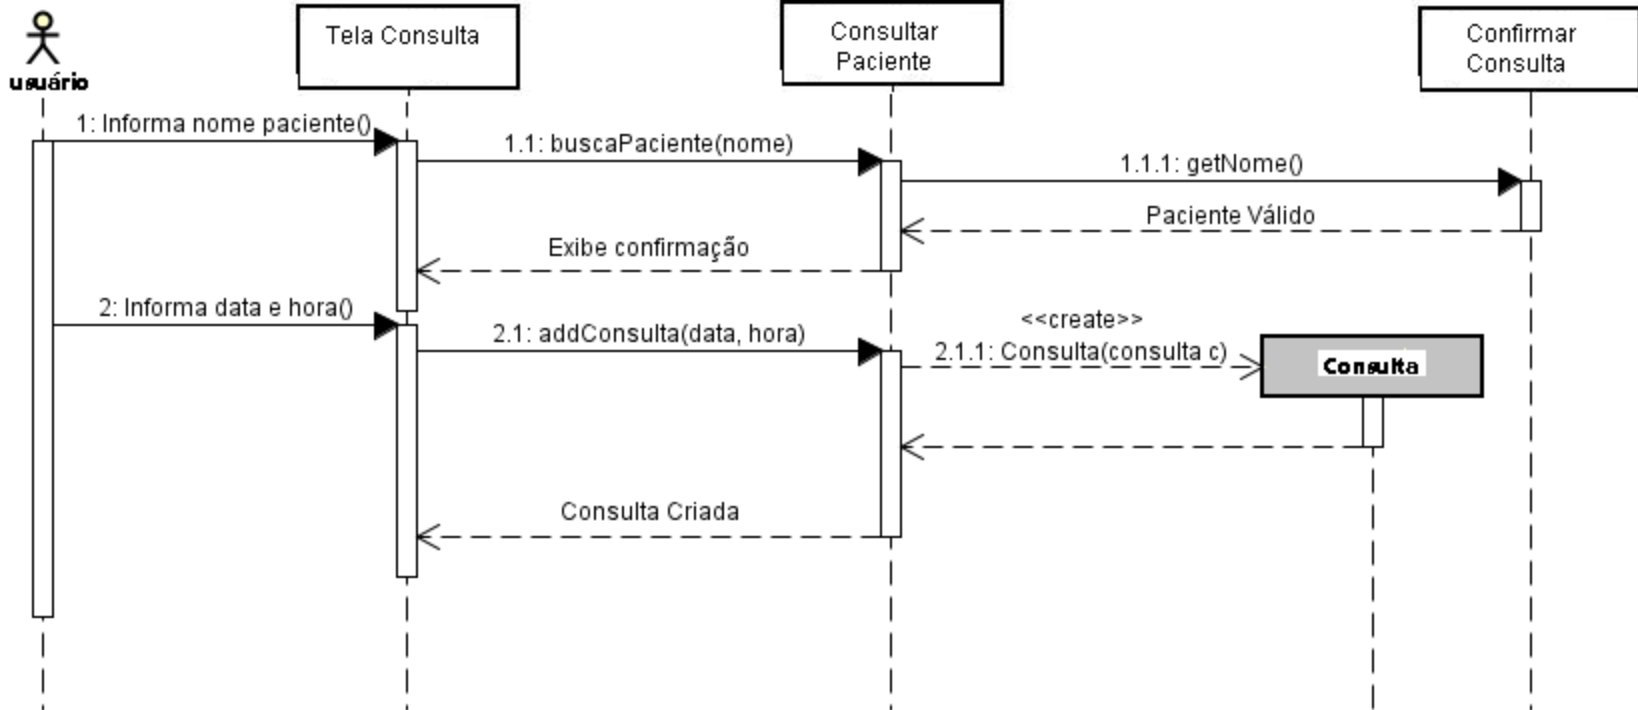 usuário
Tela Consulta
Consultar
Paciente
Confirmar
Consulta
1: Informa nome paciente()
1.1: buscaPaciente(nome)
1.1.1: getNome()
Paciente Válido
Exibe confirmação
2: Informa data e hora()
2.1: addConsulta(data, hora)
<<create>>
2.1.1: Consulta(consulta c)
Consulta
Consulta Criada